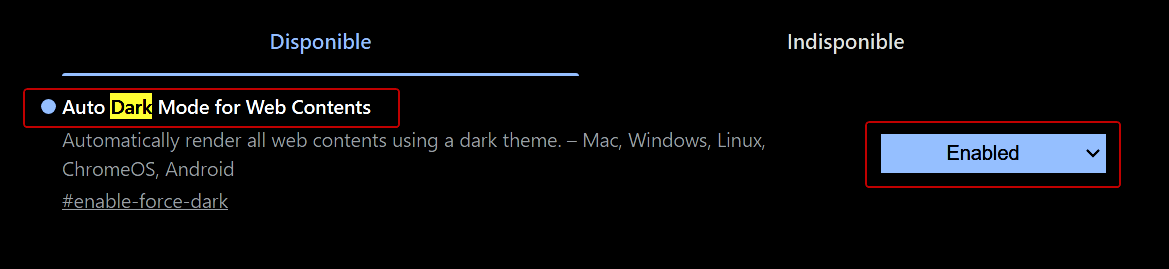 Disponible
Indisponible
Auto Dark Mode for Web Contents
Automatically render all web contents using a dark theme. – Mac, Windows, Linux,
ChromeOS, Android
Enabled
#enable-force-dark